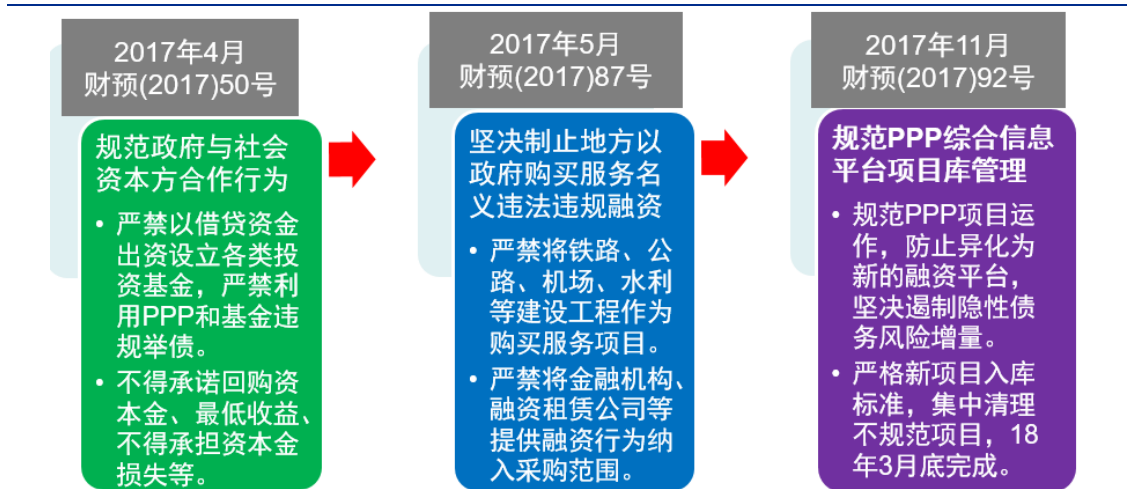 2017年4月
财预(2017)50号
规范政府与社会
资本方合作行为
• 严禁以借贷资金
出资设立各类投
资基金，严禁利
用PPP和基金违
规举债。
• 不得承诺回购资
本金、最低收益、
不得承担资本金
损失等。
2017年5月
财预(2017)87号
坚决制止地方以
政府购买服务名
义违法违规融资
• 严禁将铁路、公
路、机场、水利
等建设工程作为
购买服务项目。
• 严禁将金融机构、
融资租赁公司等
提供融资行为纳
入采购范围。
2017年11月
财预(2017)92号
规范PPP综合信息
平台项目库管理
• 规范PPP项目运
作，防止异化为
新的融资平台，
坚决遏制隐性债
务风险增量。
• 严格新项目入库
标准，集中清理
不规范项目，18
年3月底完成。